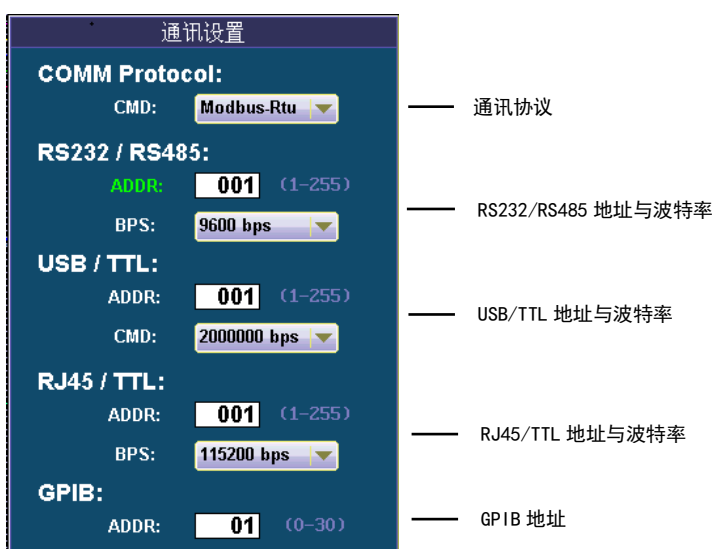 通讯设置
COMM Protocol:
CMD: Modbus-Rtu
通讯协议
RS232 / RS485:
ADDR: 001 (1-255)
BPS: 9600 bps
RS232/RS485 地址与波特率
USB / TTL:
ADDR: 001 (1-255)
CMD: 2000000 bps
USB/TTL 地址与波特率
RJ45 / TTL:
ADDR: 001 (1-255)
BPS: 115200 bps
RJ45/TTL 地址与波特率
GPIB:
ADDR: 01 (0-30)
GPIB 地址